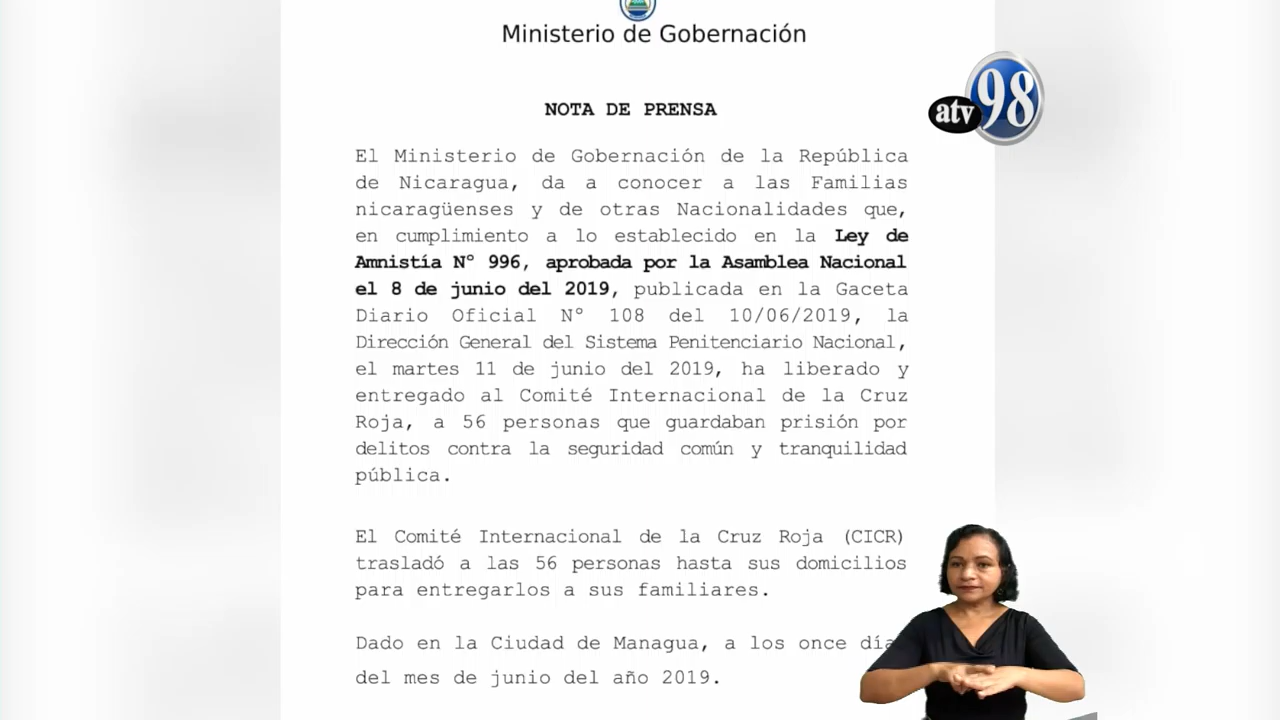 Ministerio de Gobernación
atv 98
NOTA DE PRENSA
El Ministerio de Gobernación de la República
de Nicaragua, da a conocer a las Familias
nicaragüenses y de otras Nacionalidades que,
en cumplimiento a lo establecido en la Ley de
Amnistía Nº 996, aprobada por la Asamblea Nacional
el 8 de junio del 2019, publicada en la Gaceta
Diario Oficial Nº 108 del 10/06/2019, la
Dirección General del Sistema Penitenciario Nacional,
el martes 11 de junio del 2019, ha liberado y
entregado al Comité Internacional de la Cruz
Roja, a 56 personas que guardaban prisión por
delitos contra la seguridad común y tranquilidad
pública.
El Comité Internacional de la Cruz Roja (CICR)
trasladó a las 56 personas hasta sus domicilios
para entregarlos a sus familiares.
Dado en la Ciudad de Managua, a los once día
del mes de junio del año 2019.